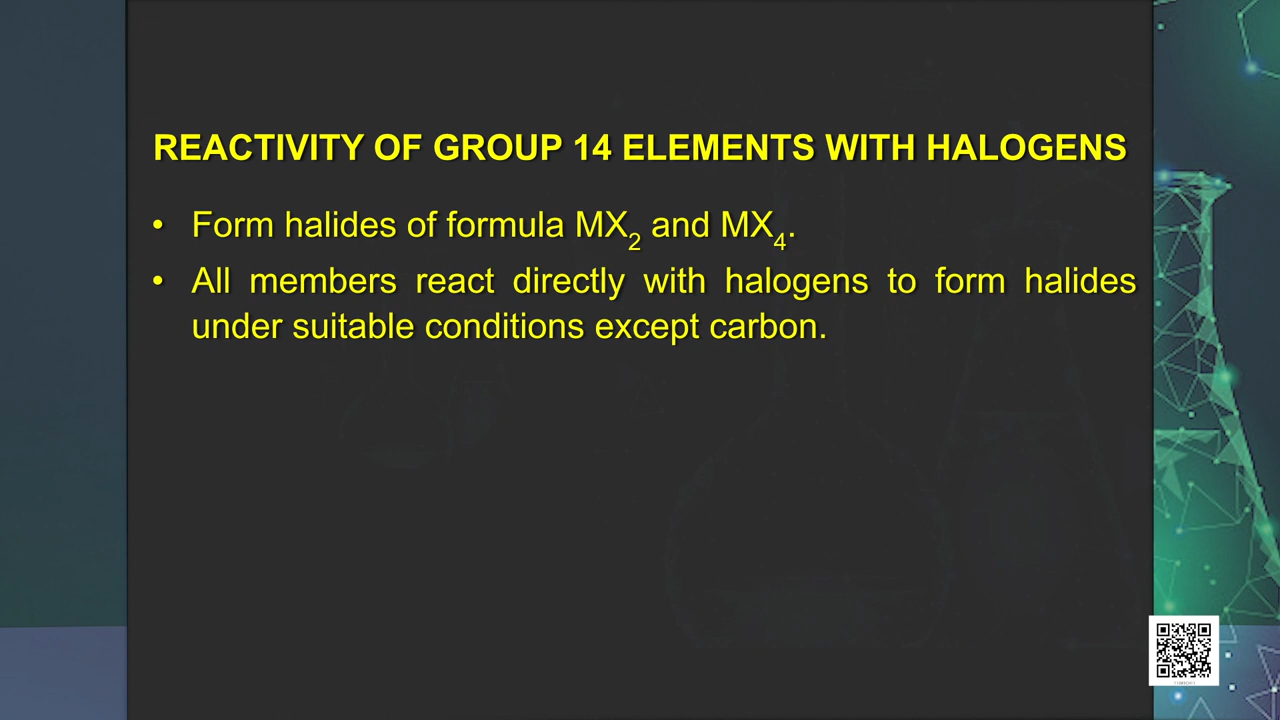 REACTIVITY OF GROUP 14 ELEMENTS WITH HALOGENS
• Form halides of formula MX₂ and MX₄.
• All members react directly with halogens to form halides
under suitable conditions except carbon.